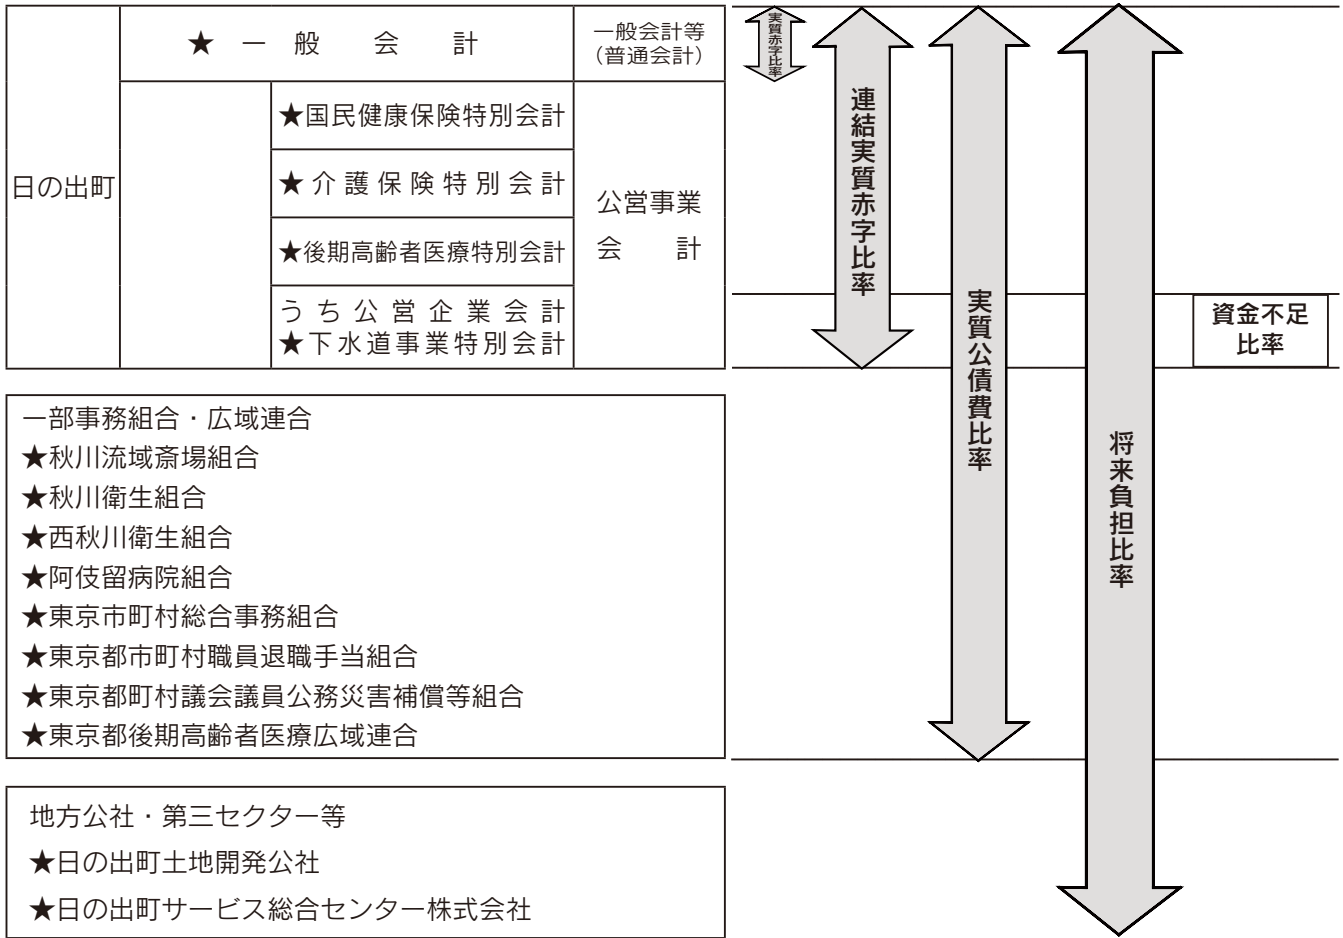 日の出町
★ 一 般 会 計
一般会計等
（普通会計）
★国民健康保険特別会計
★介護保険特別会計
★後期高齢者医療特別会計
うち公営企業会計
★下水道事業特別会計
公営事業
会 計
実質赤字比率
連結実質赤字比率
実質公債費比率
将来負担比率
資金不足
比率
一部事務組合・広域連合
★秋川流域斎場組合
★秋川衛生組合
★西秋川衛生組合
★阿伎留病院組合
★東京市町村総合事務組合
★東京都市町村職員退職手当組合
★東京都町村議会議員公務災害補償等組合
★東京都後期高齢者医療広域連合
地方公社・第三セクター等
★日の出町土地開発公社
★日の出町サービス総合センター株式会社